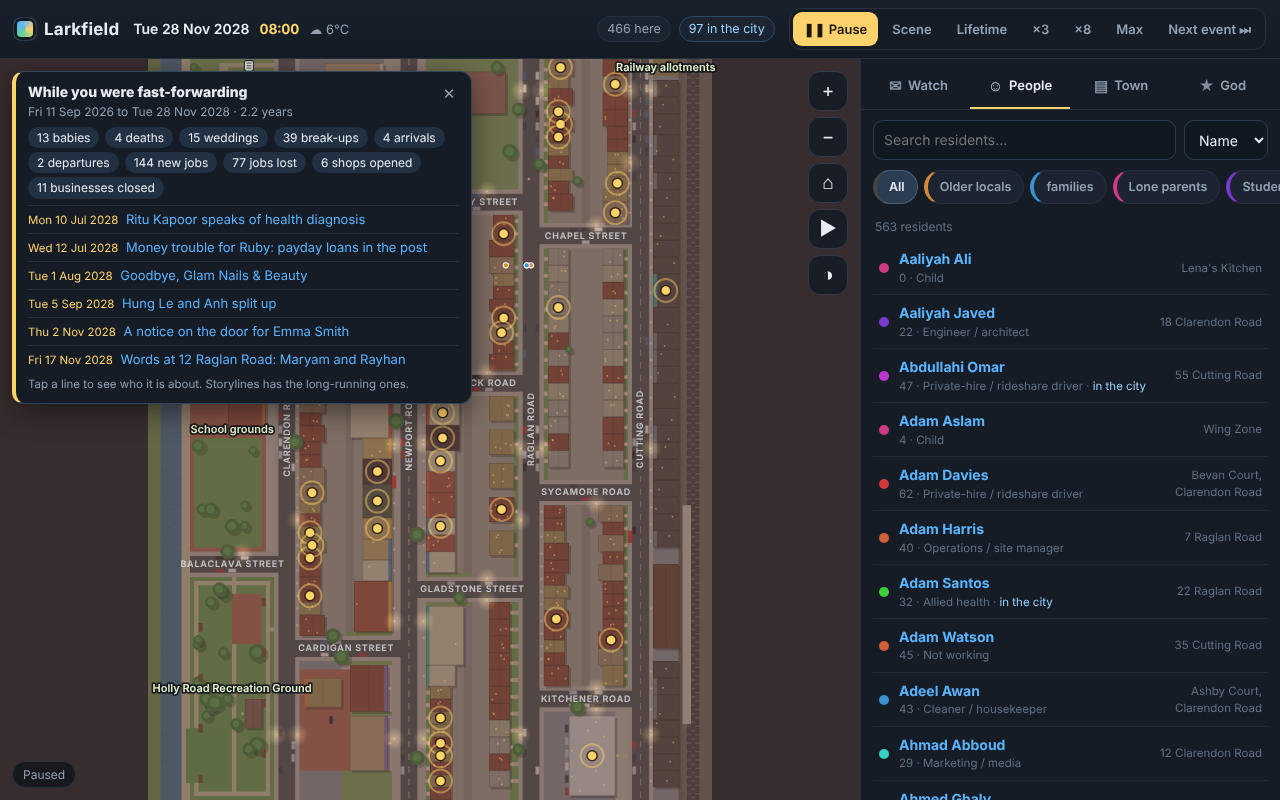 Larkfield Tue 28 Nov 2028 08:00 ☁ 6°C 466 here 97 in the city ❚❚ Pause Scene Lifetime ×3 ×8 Max Next event ⏭
While you were fast-forwarding ✕
Fri 11 Sep 2026 to Tue 28 Nov 2028 · 2.2 years
13 babies 4 deaths 15 weddings 39 break-ups 4 arrivals
2 departures 144 new jobs 77 jobs lost 6 shops opened
11 businesses closed
Mon 10 Jul 2028 Ritu Kapoor speaks of health diagnosis
Wed 12 Jul 2028 Money trouble for Ruby: payday loans in the post
Tue 1 Aug 2028 Goodbye, Glam Nails & Beauty
Tue 5 Sep 2028 Hung Le and Anh split up
Thu 2 Nov 2028 A notice on the door for Emma Smith
Fri 17 Nov 2028 Words at 12 Raglan Road: Maryam and Rayhan
Tap a line to see who it is about. Storylines has the long-running ones.
Railway allotments
Y STREET
CHAPEL STREET
CK ROAD
School grounds
CLARENDON R
NEWPORT RO
RAGLAN ROAD
CUTTING ROAD
SYCAMORE ROAD
BALACLAVA STREET
GLADSTONE STREET
CARDIGAN STREET
Holly Road Recreation Ground
KITCHENER ROAD
Paused
+
−
Watch People Town God
Search residents... Name
All Older locals families Lone parents Studen
563 residents
Aaliyah Ali
0 · Child
Lena's Kitchen
Aaliyah Javed
22 · Engineer / architect
18 Clarendon Road
Abdullahi Omar
47 · Private-hire / rideshare driver · in the city
55 Cutting Road
Adam Aslam
4 · Child
Wing Zone
Adam Davies
62 · Private-hire / rideshare driver
Bevan Court,
Clarendon Road
Adam Harris
40 · Operations / site manager
7 Raglan Road
Adam Santos
32 · Allied health · in the city
22 Raglan Road
Adam Watson
45 · Not working
35 Cutting Road
Adeel Awan
43 · Cleaner / housekeeper
Ashby Court,
Clarendon Road
Ahmad Abboud
29 · Marketing / media
12 Clarendon Road
Ahmed Ghaly